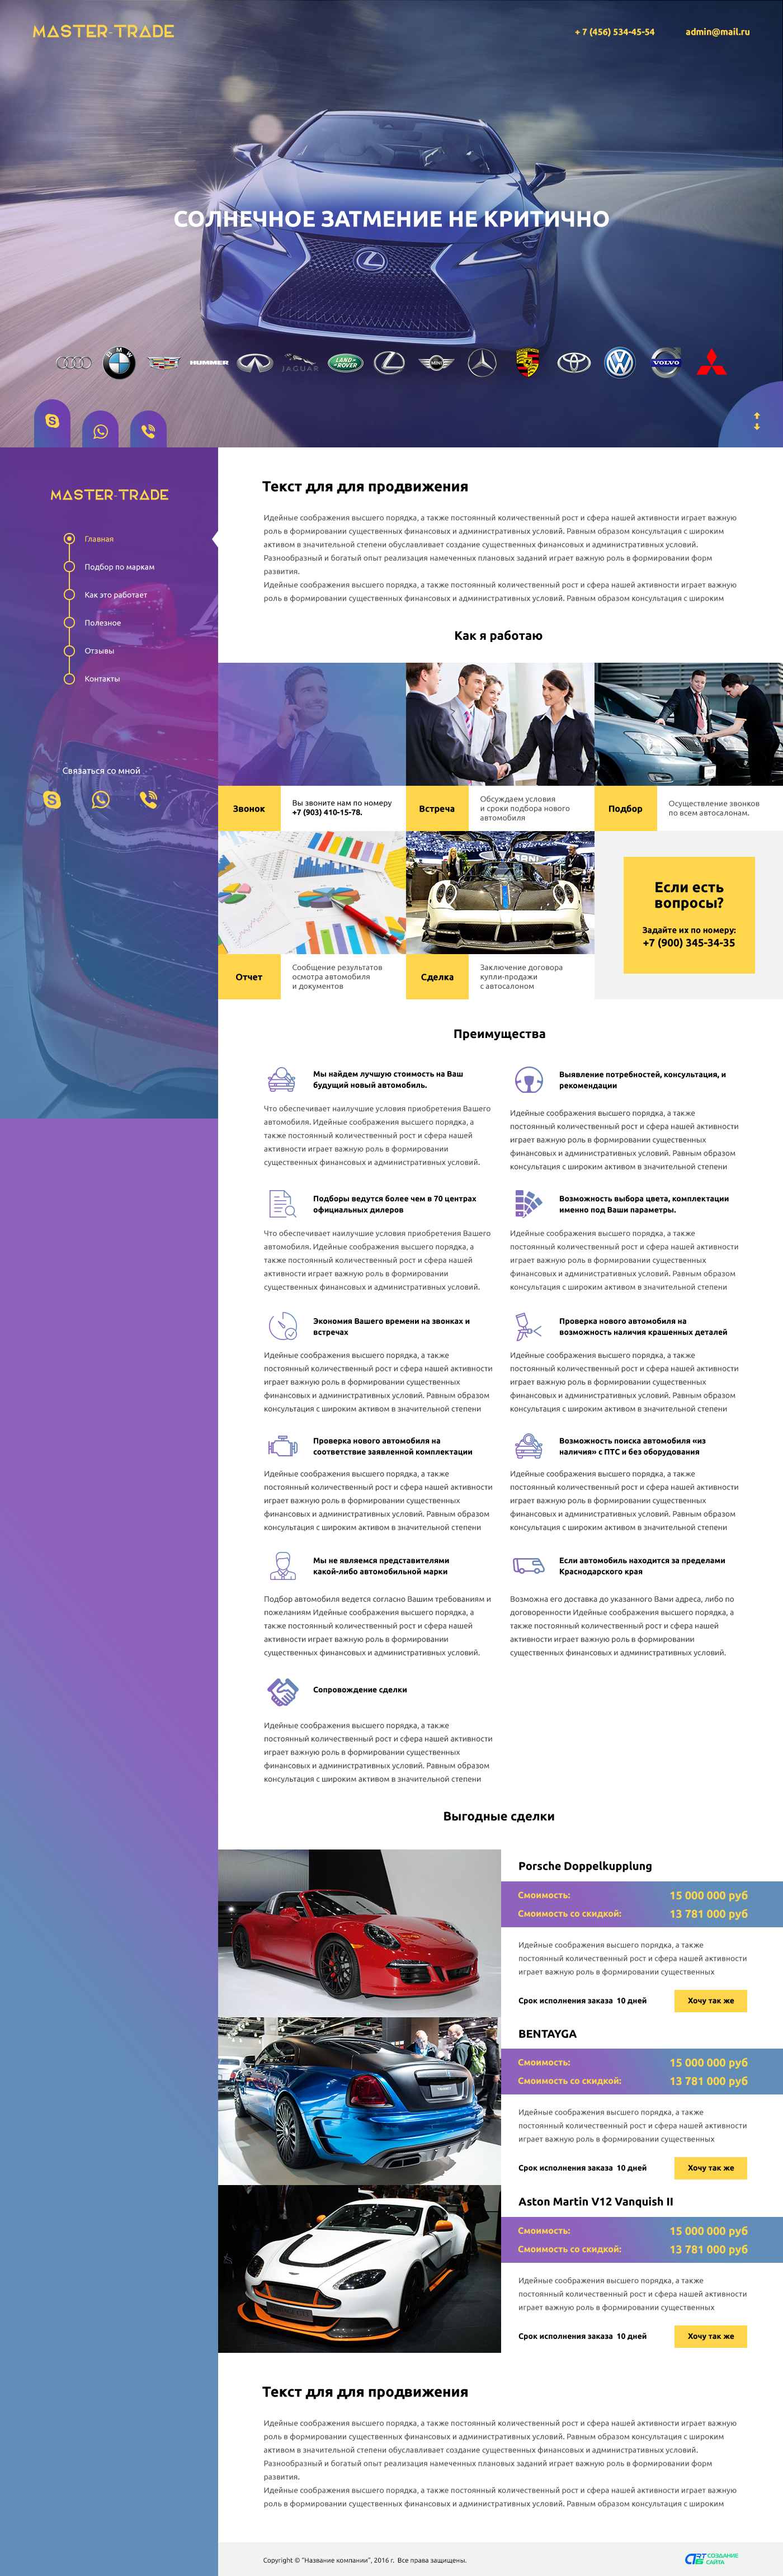 MASTER-TRADE
+ 7 (456) 534-45-54
admin@mail.ru
СОЛНЕЧНОЕ ЗАТМЕНИЕ НЕ КРИТИЧНО
BMW
HUMMER
JAGUAR
LAND ROVER
MINI
VOLVO
MASTER-TRADE
Главная
Подбор по маркам
Как это работает
Полезное
Отзывы
Контакты
Связаться со мной
Текст для для продвижения
Идейные соображения высшего порядка, а также постоянный количественный рост и сфера нашей активности играет важную
роль в формировании существенных финансовых и административных условий. Равным образом консультация с широким
активом в значительной степени обуславливает создание существенных финансовых и административных условий.
Разнообразный и богатый опыт реализация намеченных плановых заданий играет важную роль в формировании форм
развития.
Идейные соображения высшего порядка, а также постоянный количественный рост и сфера нашей активности играет важную
роль в формировании существенных финансовых и административных условий. Равным образом консультация с широким
Как я работаю
Звонок
Вы звоните нам по номеру
+7 (903) 410-15-78.
Встреча
Обсуждаем условия
и сроки подбора нового
автомобиля
Подбор
Осуществление звонков
по всем автосалонам.
Отчет
Сообщение результатов
осмотра автомобиля
и документов
Сделка
Заключение договора
купли-продажи
с автосалоном
Если есть
вопросы?
Задайте их по номеру:
+7 (900) 345-34-35
Преимущества
Мы найдем лучшую стоимость на Ваш
будущий новый автомобиль.
Что обеспечивает наилучшие условия приобретения Вашего
автомобиля. Идейные соображения высшего порядка, а
также постоянный количественный рост и сфера нашей
активности играет важную роль в формировании
существенных финансовых и административных условий.
Выявление потребностей, консультация, и
рекомендации
Идейные соображения высшего порядка, а также
постоянный количественный рост и сфера нашей активности
играет важную роль в формировании существенных
финансовых и административных условий. Равным образом
консультация с широким активом в значительной степени
Подборы ведутся более чем в 70 центрах
официальных дилеров
Что обеспечивает наилучшие условия приобретения Вашего
автомобиля. Идейные соображения высшего порядка, а
также постоянный количественный рост и сфера нашей
активности играет важную роль в формировании
существенных финансовых и административных условий.
Возможность выбора цвета, комплектации
именно под Ваши параметры.
Идейные соображения высшего порядка, а также
постоянный количественный рост и сфера нашей активности
играет важную роль в формировании существенных
финансовых и административных условий. Равным образом
консультация с широким активом в значительной степени
Экономия Вашего времени на звонках и
встречах
Идейные соображения высшего порядка, а также
постоянный количественный рост и сфера нашей активности
играет важную роль в формировании существенных
финансовых и административных условий. Равным образом
консультация с широким активом в значительной степени
Проверка нового автомобиля на
возможность наличия крашенных деталей
Идейные соображения высшего порядка, а также
постоянный количественный рост и сфера нашей активности
играет важную роль в формировании существенных
финансовых и административных условий. Равным образом
консультация с широким активом в значительной степени
Проверка нового автомобиля на
соответствие заявленной комплектации
Идейные соображения высшего порядка, а также
постоянный количественный рост и сфера нашей активности
играет важную роль в формировании существенных
финансовых и административных условий. Равным образом
консультация с широким активом в значительной степени
Возможность поиска автомобиля «из
наличия» с ПТС и без оборудования
Идейные соображения высшего порядка, а также
постоянный количественный рост и сфера нашей активности
играет важную роль в формировании существенных
финансовых и административных условий. Равным образом
консультация с широким активом в значительной степени
Мы не являемся представителями
какой-либо автомобильной марки
Подбор автомобиля ведется согласно Вашим требованиям и
пожеланиям Идейные соображения высшего порядка, а
также постоянный количественный рост и сфера нашей
активности играет важную роль в формировании
существенных финансовых и административных условий.
Если автомобиль находится за пределами
Краснодарского края
Возможна его доставка до указанного Вами адреса, либо по
договоренности Идейные соображения высшего порядка, а
также постоянный количественный рост и сфера нашей
активности играет важную роль в формировании
существенных финансовых и административных условий.
Сопровождение сделки
Идейные соображения высшего порядка, а также
постоянный количественный рост и сфера нашей активности
играет важную роль в формировании существенных
финансовых и административных условий. Равным образом
консультация с широким активом в значительной степени
Выгодные сделки
Porsche Doppelkupplung
Смоимость: 15 000 000 руб
Смоимость со скидкой: 13 781 000 руб
Идейные соображения высшего порядка, а также
постоянный количественный рост и сфера нашей активности
играет важную роль в формировании существенных
Срок исполнения заказа 10 дней
Хочу так же
BENTAYGA
Смоимость: 15 000 000 руб
Смоимость со скидкой: 13 781 000 руб
Идейные соображения высшего порядка, а также
постоянный количественный рост и сфера нашей активности
играет важную роль в формировании существенных
Срок исполнения заказа 10 дней
Хочу так же
Aston Martin V12 Vanquish II
Смоимость: 15 000 000 руб
Смоимость со скидкой: 13 781 000 руб
Идейные соображения высшего порядка, а также
постоянный количественный рост и сфера нашей активности
играет важную роль в формировании существенных
Срок исполнения заказа 10 дней
Хочу так же
Текст для для продвижения
Идейные соображения высшего порядка, а также постоянный количественный рост и сфера нашей активности играет важную
роль в формировании существенных финансовых и административных условий. Равным образом консультация с широким
активом в значительной степени обуславливает создание существенных финансовых и административных условий.
Разнообразный и богатый опыт реализация намеченных плановых заданий играет важную роль в формировании форм
развития.
Идейные соображения высшего порядка, а также постоянный количественный рост и сфера нашей активности играет важную
роль в формировании существенных финансовых и административных условий. Равным образом консультация с широким
Copyright © "Название компании", 2016 г. Все права защищены.
СОЗДАНИЕ
САЙТА